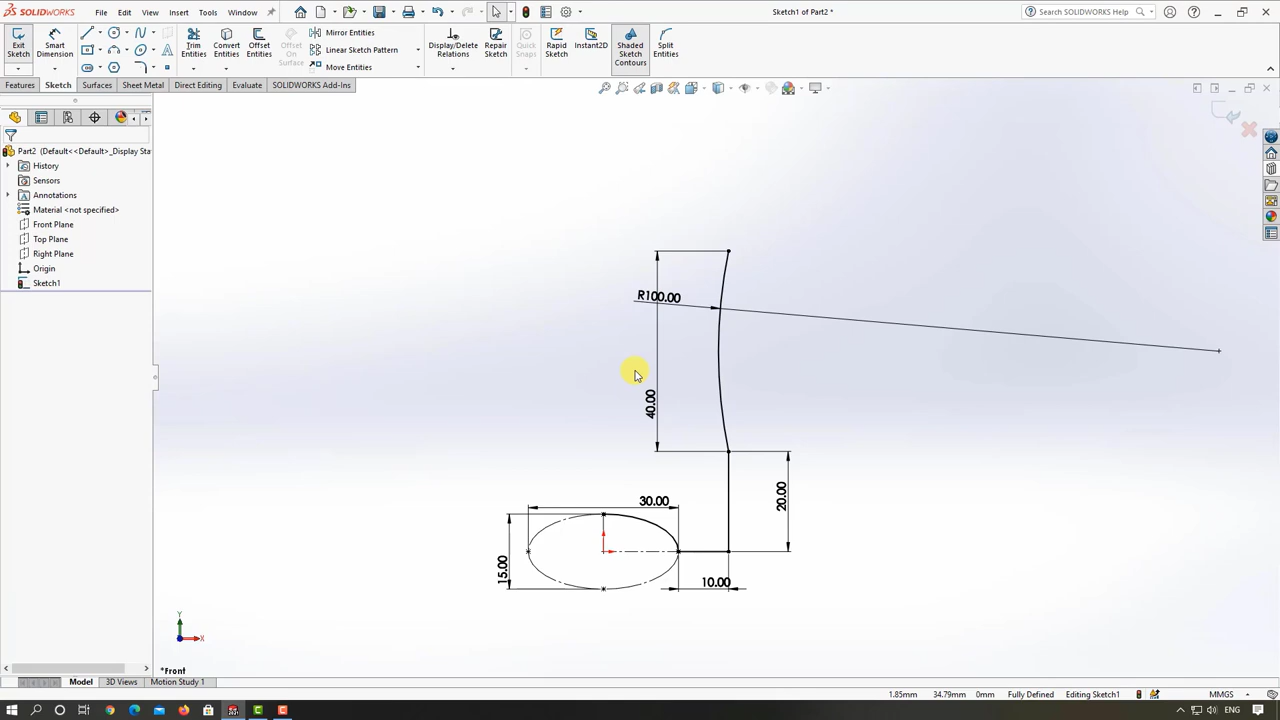 SOLIDWORKS File Edit View Insert Tools Window Sketch1 of Part2 * Search SOLIDWORKS Help
Exit Sketch
Smart Dimension
Trim Entities
Convert Entities
Offset Entities
Offset On Surface
Mirror Entities
Linear Sketch Pattern
Move Entities
Display/Delete Relations
Repair Sketch
Quick Snaps
Rapid Sketch
Instant2D
Shaded Sketch Contours
Split Entities
Features Sketch Sheet Metal Surfaces Direct Editing Evaluate SOLIDWORKS Add-Ins
Part2 (Default<<Default>_Display Sta
History
Sensors
Annotations
Material <not specified>
Front Plane
Top Plane
Right Plane
Origin
Sketch1
R100.00
40.00
20.00
30.00
15.00
10.00
Y
X
*Front
Model 3D Views Motion Study 1
1.85mm 34.79mm 0mm Fully Defined Editing Sketch1 MMGS
ENG